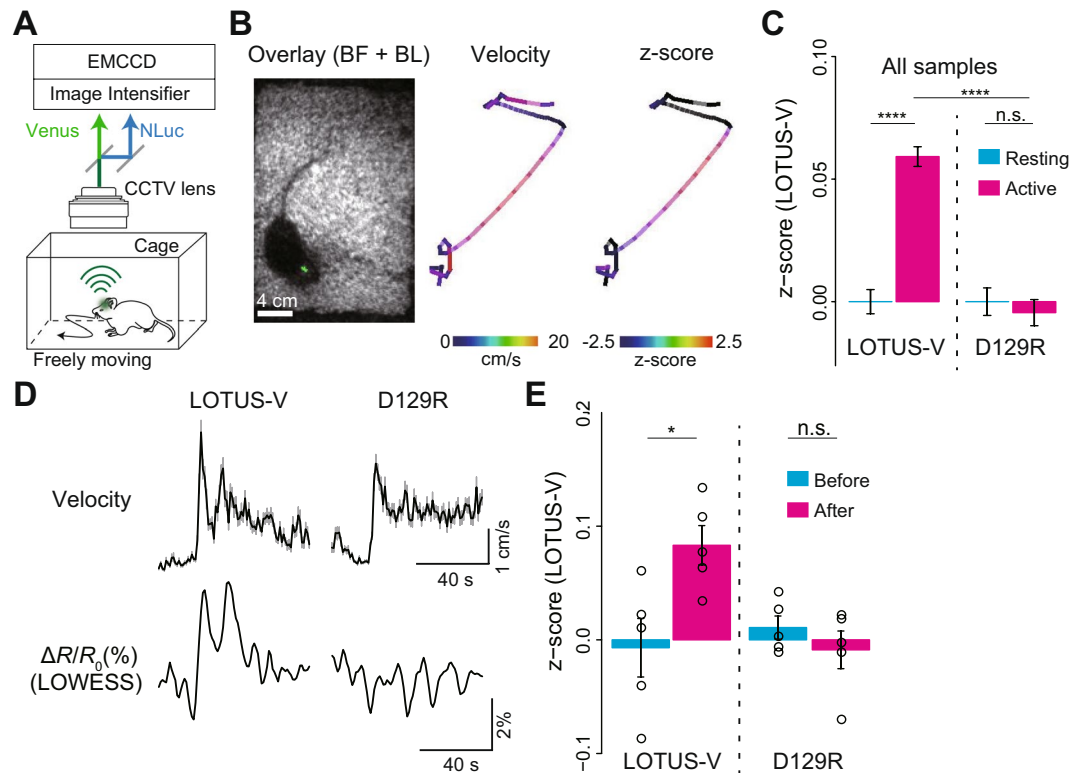 A
EMCCD
Image Intensifier
Venus
NLuc
CCTV lens
Cage
Freely moving
B
Overlay (BF + BL)
Velocity
z-score
4 cm
0 20
cm/s
-2.5 2.5
z-score
C
z-score (LOTUS-V)
0.10
0.05
0.00
All samples
****
****
n.s.
Resting
Active
LOTUS-V
D129R
D
LOTUS-V
D129R
Velocity
1 cm/s
40 s
ΔR/R0(%)
(LOWESS)
2%
40 s
E
z-score (LOTUS-V)
0.2
0.1
0.0
-0.1
*
n.s.
Before
After
LOTUS-V
D129R